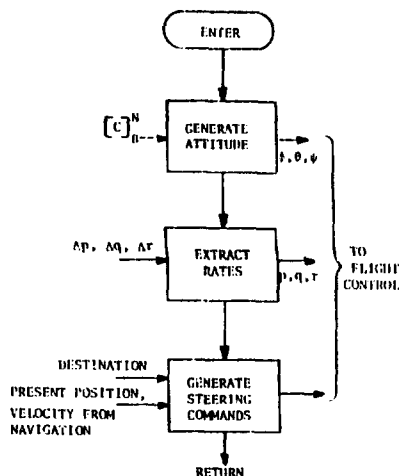 ENTER
[C]
N
B
GENERATE
ATTITUDE
ϕ,θ,ψ
Δp, Δq, Δr
EXTRACT
RATES
p,q,r
TO
FLIGHT
CONTROL
DESTINATION
PRESENT POSITION,
VELOCITY FROM
NAVIGATION
GENERATE
STEERING
COMMANDS
RETURN